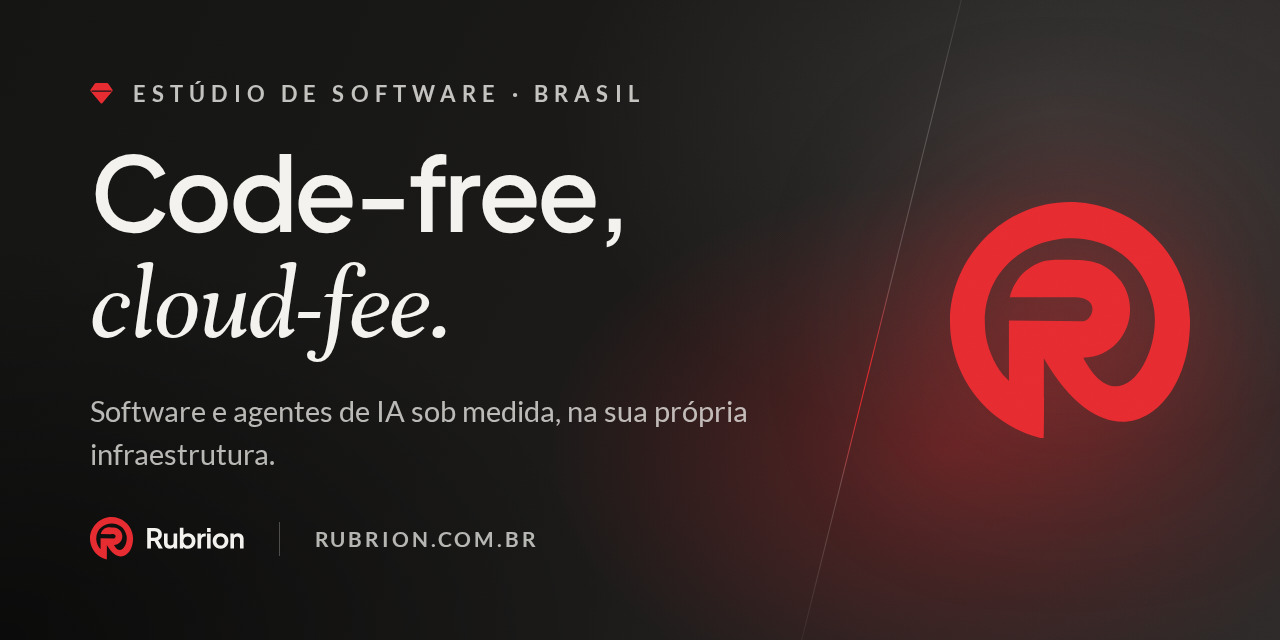 ESTÚDIO DE SOFTWARE · BRASIL
Code-free,
cloud-fee.
Software e agentes de IA sob medida, na sua própria
infraestrutura.
Rubrion
RUBRION.COM.BR